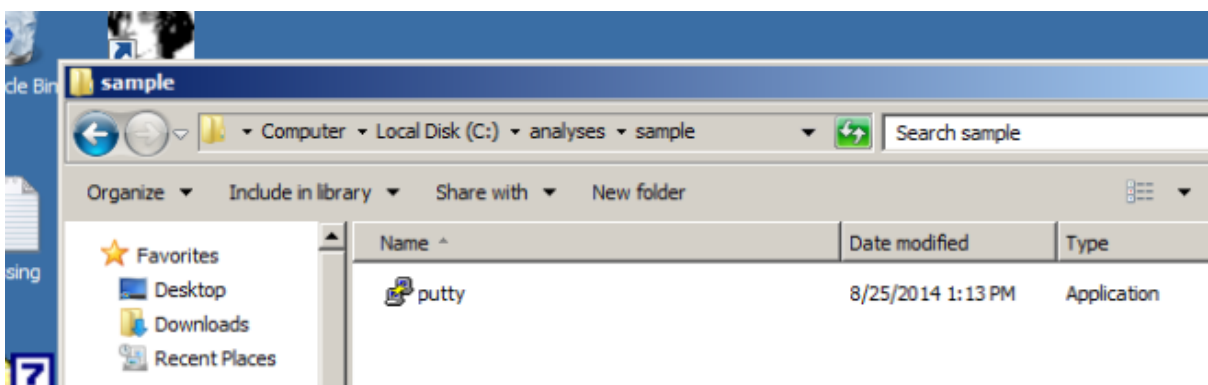 cle Bin
sample
Computer Local Disk (C:) analyses sample
Search sample
Organize Include in library Share with New folder
Name Date modified Type
Favorites
sing
Desktop
putty 8/25/2014 1:13 PM Application
Downloads
Recent Places
7